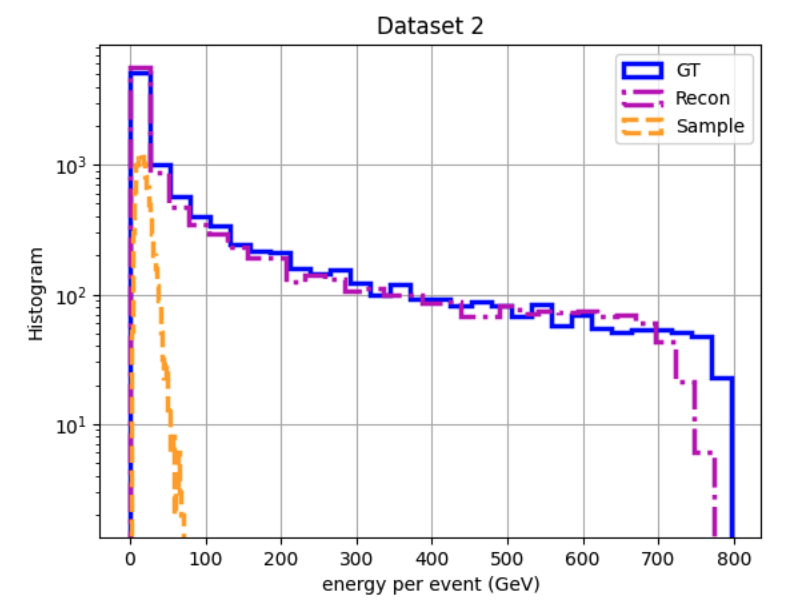 Dataset 2
GT
Recon
Sample
Histogram
10³
10²
10¹
0 100 200 300 400 500 600 700 800
energy per event (GeV)